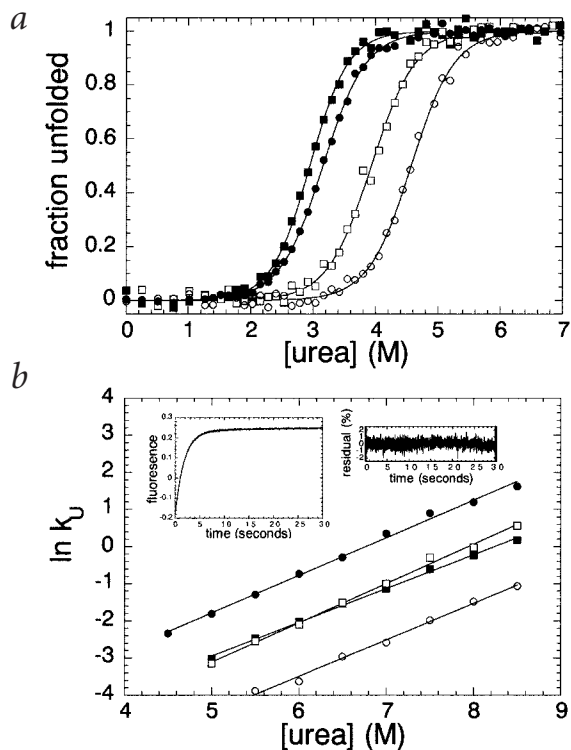 a
fraction unfolded
1
0.8
0.6
0.4
0.2
0
0 1 2 3 4 5 6 7
[urea] (M)
b
ln k_U
4
3
2
1
0
-1
-2
-3
-4
4 5 6 7 8 9
[urea] (M)
fluoresence
0.3
0.2
0.1
0
-0.1
-0.2
0 5 10 15 20 25 30
time (seconds)
residual (%)
2
1
0
-1
-2
0 5 10 15 20 25 30
time (seconds)